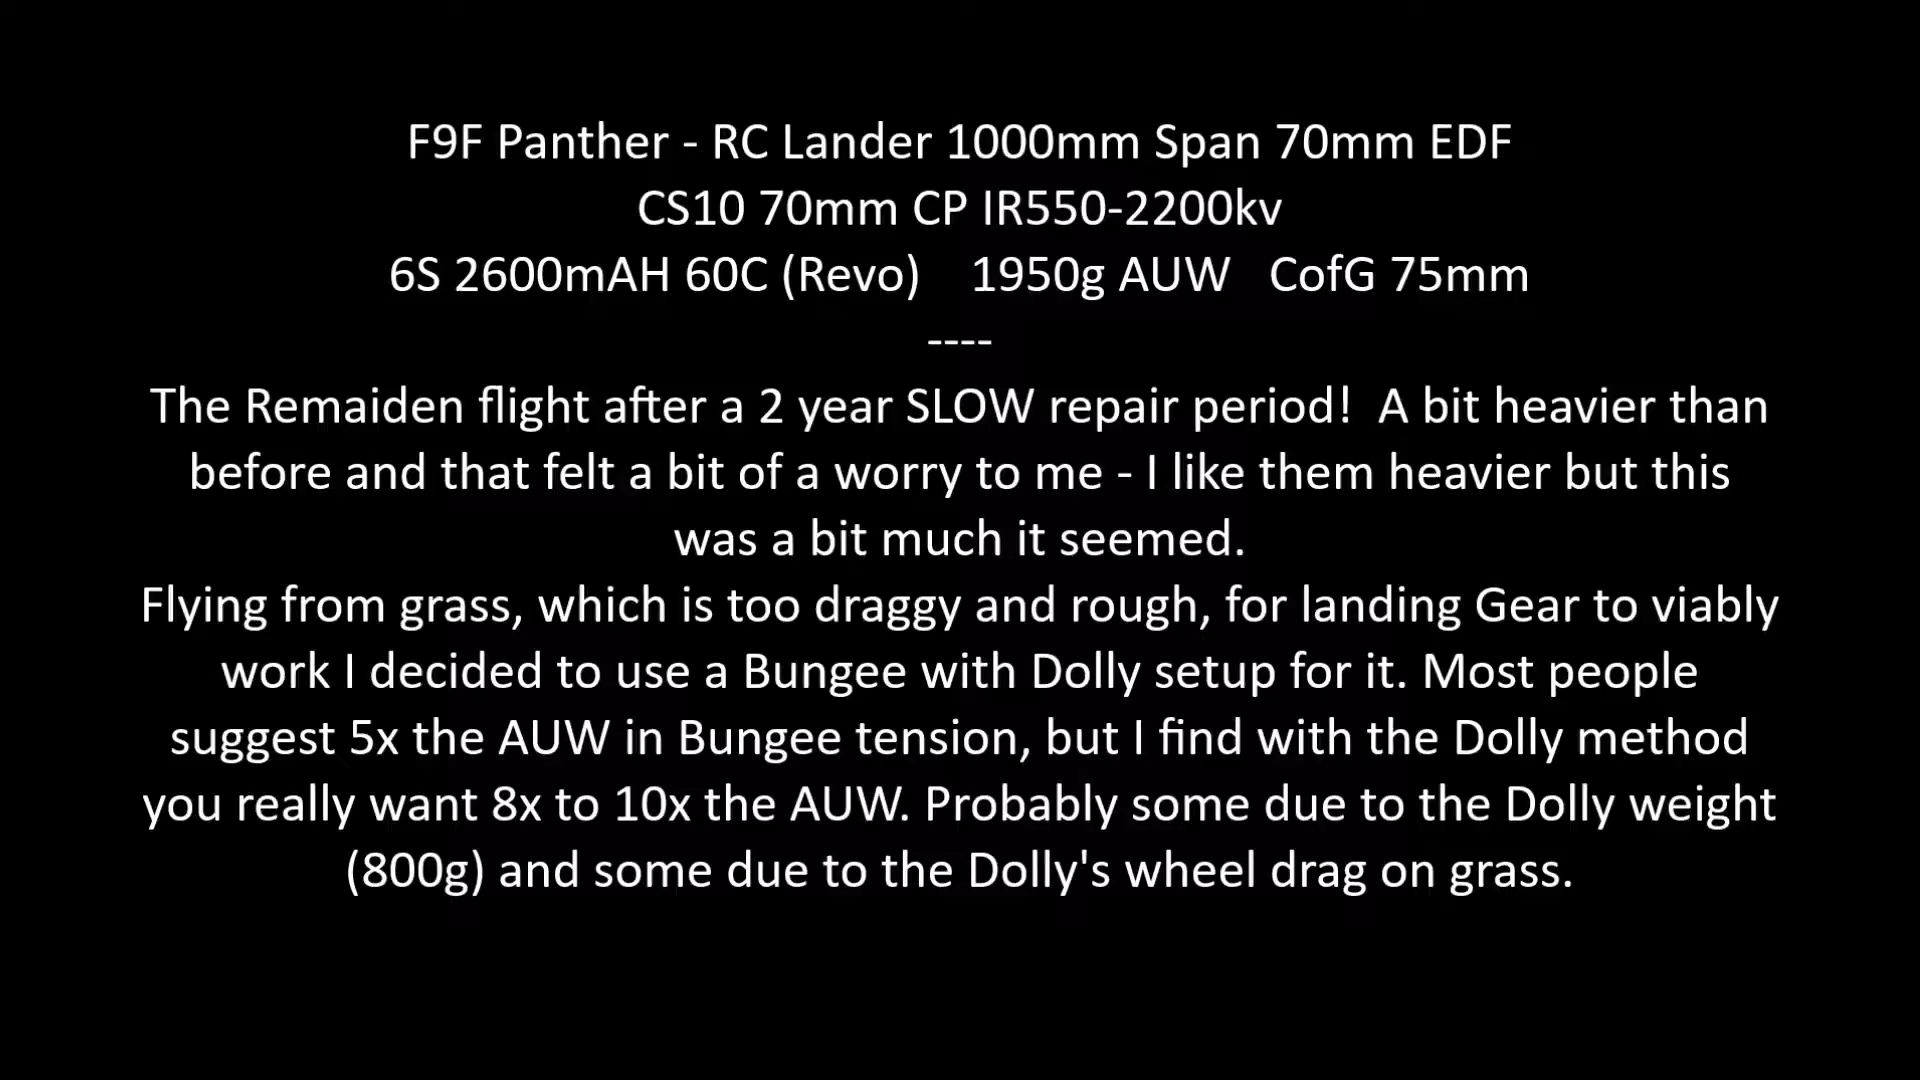 F9F Panther - RC Lander 1000mm Span 70mm EDF
CS10 70mm CP IR550-2200kv
6S 2600mAH 60C (Revo)    1950g AUW   CofG 75mm
----
The Remaiden flight after a 2 year SLOW repair period!  A bit heavier than
before and that felt a bit of a worry to me - I like them heavier but this
was a bit much it seemed.
Flying from grass, which is too draggy and rough, for landing Gear to viably
work I decided to use a Bungee with Dolly setup for it. Most people
suggest 5x the AUW in Bungee tension, but I find with the Dolly method
you really want 8x to 10x the AUW. Probably some due to the Dolly weight
(800g) and some due to the Dolly's wheel drag on grass.